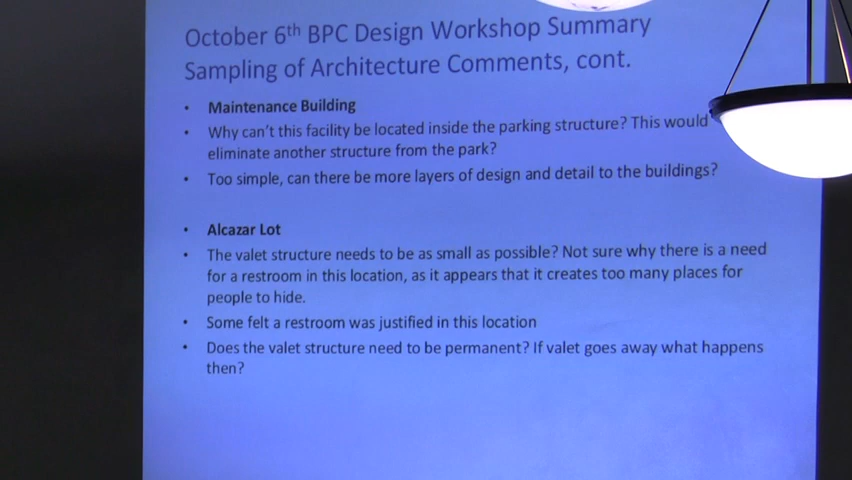 October 6th BPC Design Workshop Summary
Sampling of Architecture Comments, cont.
• Maintenance Building
• Why can't this facility be located inside the parking structure? This would
eliminate another structure from the park?
• Too simple, can there be more layers of design and detail to the buildings?
• Alcazar Lot
• The valet structure needs to be as small as possible? Not sure why there is a need
for a restroom in this location, as it appears that it creates too many places for
people to hide.
• Some felt a restroom was justified in this location
• Does the valet structure need to be permanent? If valet goes away what happens
then?